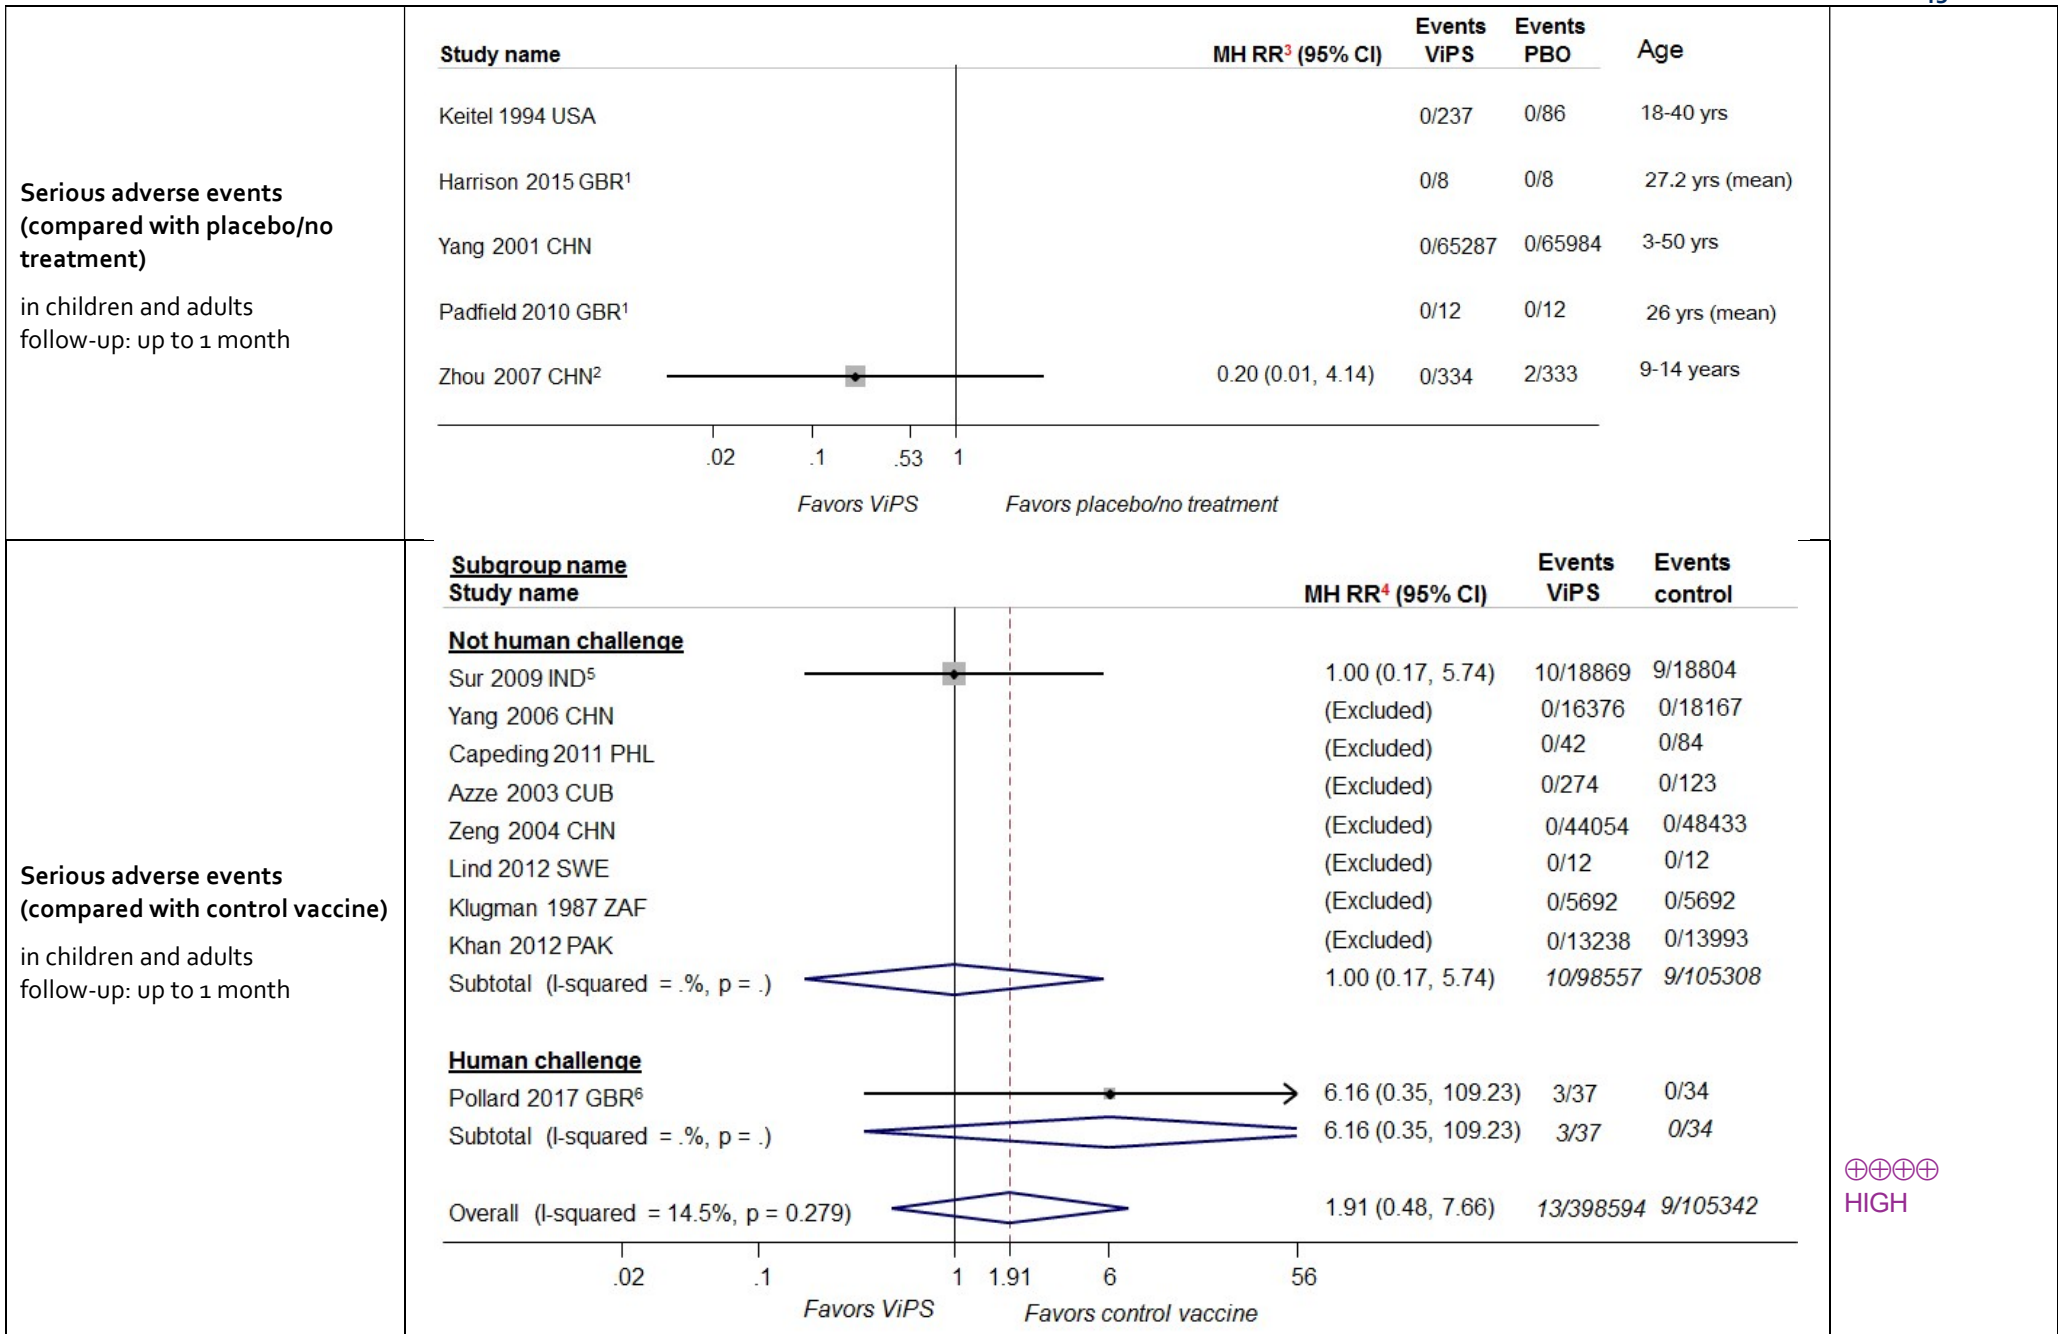 Study name MH RR³ (95% CI) Events ViPS Events PBO Age
Keitel 1994 USA 0/237 0/86 18-40 yrs
Harrison 2015 GBR¹ 0/8 0/8 27.2 yrs (mean)
Yang 2001 CHN 0/65287 0/65984 3-50 yrs
Padfield 2010 GBR¹ 0/12 0/12 26 yrs (mean)
Zhou 2007 CHN² 0.20 (0.01, 4.14) 0/334 2/333 9-14 years
.02 .1 .53 1
Favors ViPS Favors placebo/no treatment
Serious adverse events
(compared with placebo/no
treatment)
in children and adults
follow-up: up to 1 month
Subgroup name
Study name MH RR⁴ (95% CI) Events ViPS Events control
Not human challenge
Sur 2009 IND⁵ 1.00 (0.17, 5.74) 10/18869 9/18804
Yang 2006 CHN (Excluded) 0/16376 0/18167
Capeding 2011 PHL (Excluded) 0/42 0/84
Azze 2003 CUB (Excluded) 0/274 0/123
Zeng 2004 CHN (Excluded) 0/44054 0/48433
Lind 2012 SWE (Excluded) 0/12 0/12
Klugman 1987 ZAF (Excluded) 0/5692 0/5692
Khan 2012 PAK (Excluded) 0/13238 0/13993
Subtotal (I-squared = .%, p = .) 1.00 (0.17, 5.74) 10/98557 9/105308
Human challenge
Pollard 2017 GBR⁶ 6.16 (0.35, 109.23) 3/37 0/34
Subtotal (I-squared = .%, p = .) 6.16 (0.35, 109.23) 3/37 0/34
Overall (I-squared = 14.5%, p = 0.279) 1.91 (0.48, 7.66) 13/398594 9/105342
.02 .1 1 1.91 6 56
Favors ViPS Favors control vaccine
Serious adverse events
(compared with control vaccine)
in children and adults
follow-up: up to 1 month
⊕⊕⊕⊕
HIGH